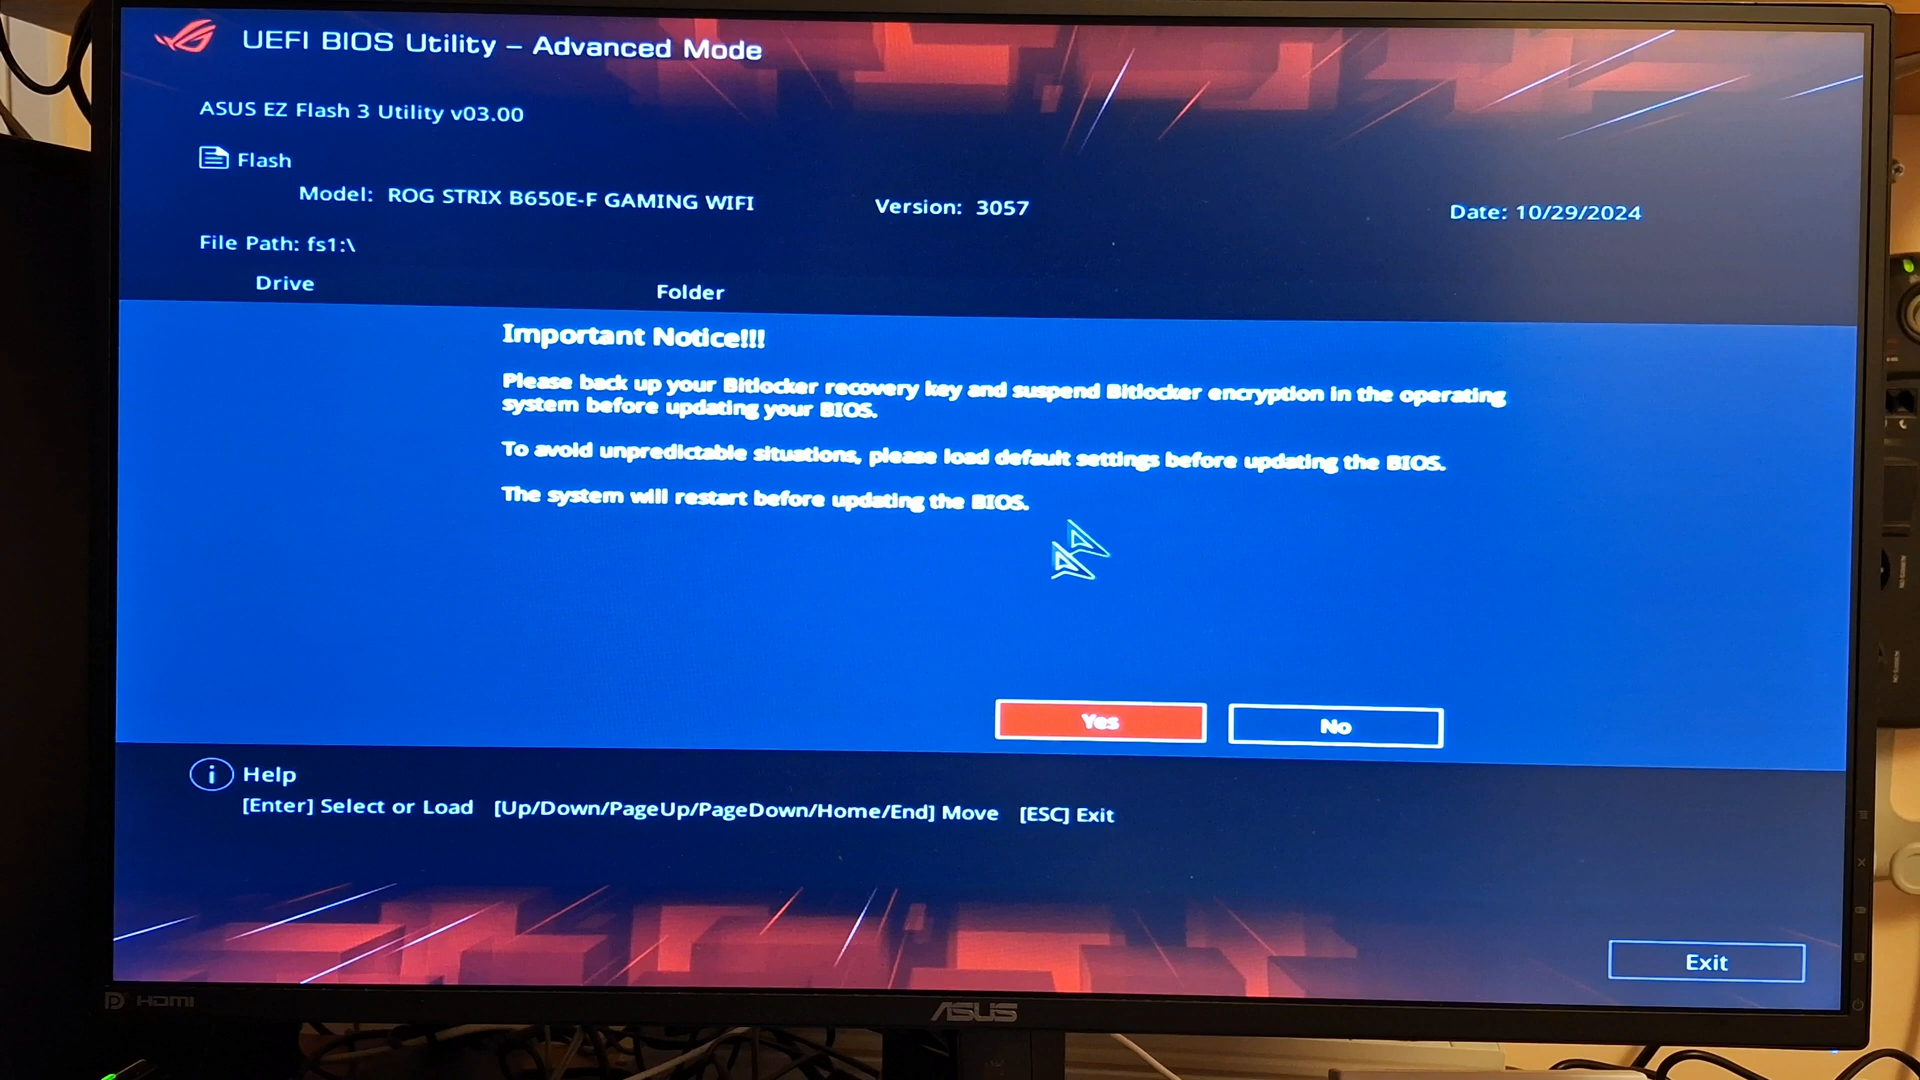 UEFI BIOS Utility – Advanced Mode
ASUS EZ Flash 3 Utility v03.00
Flash
Model: ROG STRIX B650E-F GAMING WIFI Version: 3057 Date: 10/29/2024
File Path: fs1:\
Drive Folder
Important Notice!!!
Please back up your Bitlocker recovery key and suspend Bitlocker encryption in the operating
system before updating your BIOS.
To avoid unpredictable situations, please load default settings before updating the BIOS.
The system will restart before updating the BIOS.
Yes No
Help
[Enter] Select or Load [Up/Down/PageUp/PageDown/Home/End] Move [ESC] Exit
Exit
HDMI
ASUS